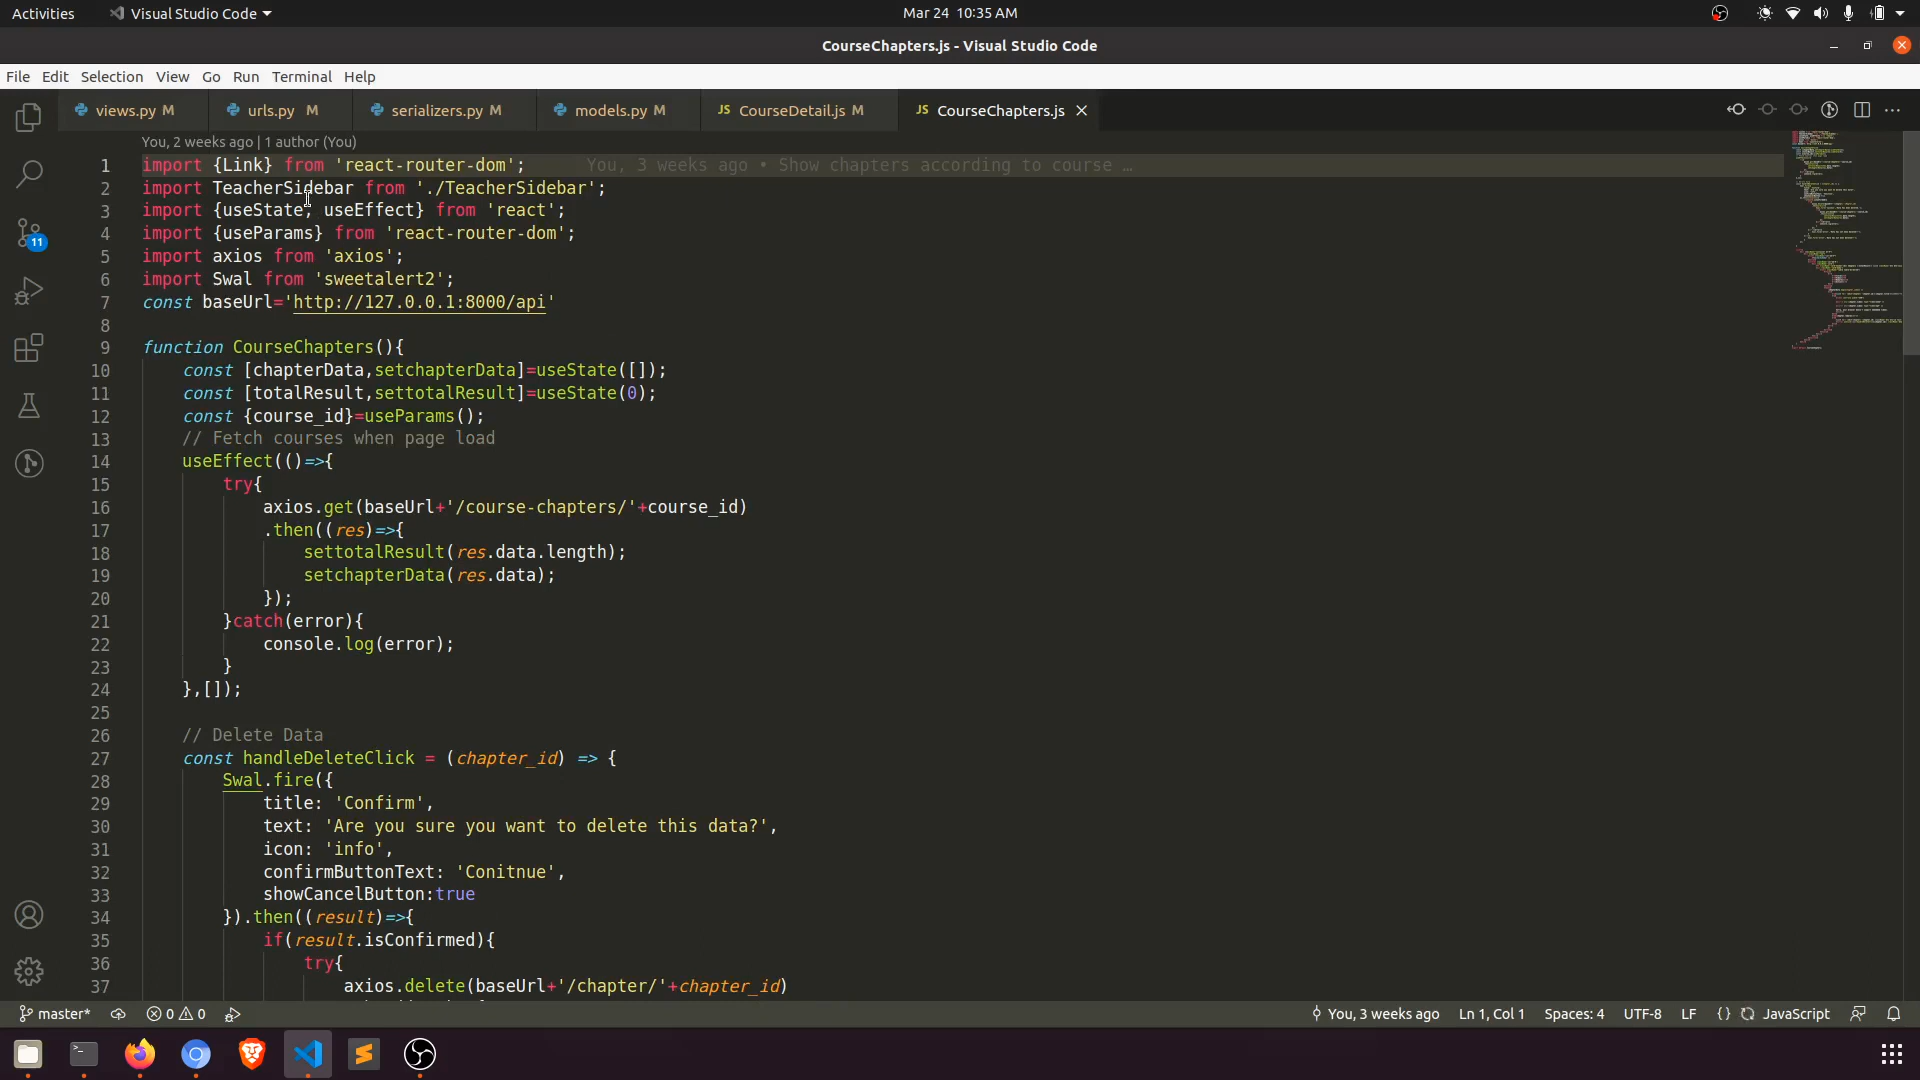 Activities Visual Studio Code Mar 24 10:35 AM
CourseChapters.js - Visual Studio Code
File Edit Selection View Go Run Terminal Help
views.py M urls.py M serializers.py M models.py M JS CourseDetail.js M JS CourseChapters.js
You, 2 weeks ago | 1 author (You)
1 import {Link} from 'react-router-dom'; You, 3 weeks ago • Show chapters according to course …
2 import TeacherSidebar from './TeacherSidebar';
3 import {useState, useEffect} from 'react';
4 import {useParams} from 'react-router-dom';
5 import axios from 'axios';
6 import Swal from 'sweetalert2';
7 const baseUrl='http://127.0.0.1:8000/api'
8
9 function CourseChapters(){
10 const [chapterData,setchapterData]=useState([]);
11 const [totalResult,settotalResult]=useState(0);
12 const {course_id}=useParams();
13 // Fetch courses when page load
14 useEffect(()=>{
15 try{
16 axios.get(baseUrl+'/course-chapters/'+course_id)
17 .then((res)=>{
18 settotalResult(res.data.length);
19 setchapterData(res.data);
20 });
21 }catch(error){
22 console.log(error);
23 }
24 },[]);
25
26 // Delete Data
27 const handleDeleteClick = (chapter_id) => {
28 Swal.fire({
29 title: 'Confirm',
30 text: 'Are you sure you want to delete this data?',
31 icon: 'info',
32 confirmButtonText: 'Conitnue',
33 showCancelButton:true
34 }).then((result)=>{
35 if(result.isConfirmed){
36 try{
37 axios.delete(baseUrl+'/chapter/'+chapter_id)
11
master* 0 0 You, 3 weeks ago Ln 1, Col 1 Spaces: 4 UTF-8 LF {} JavaScript